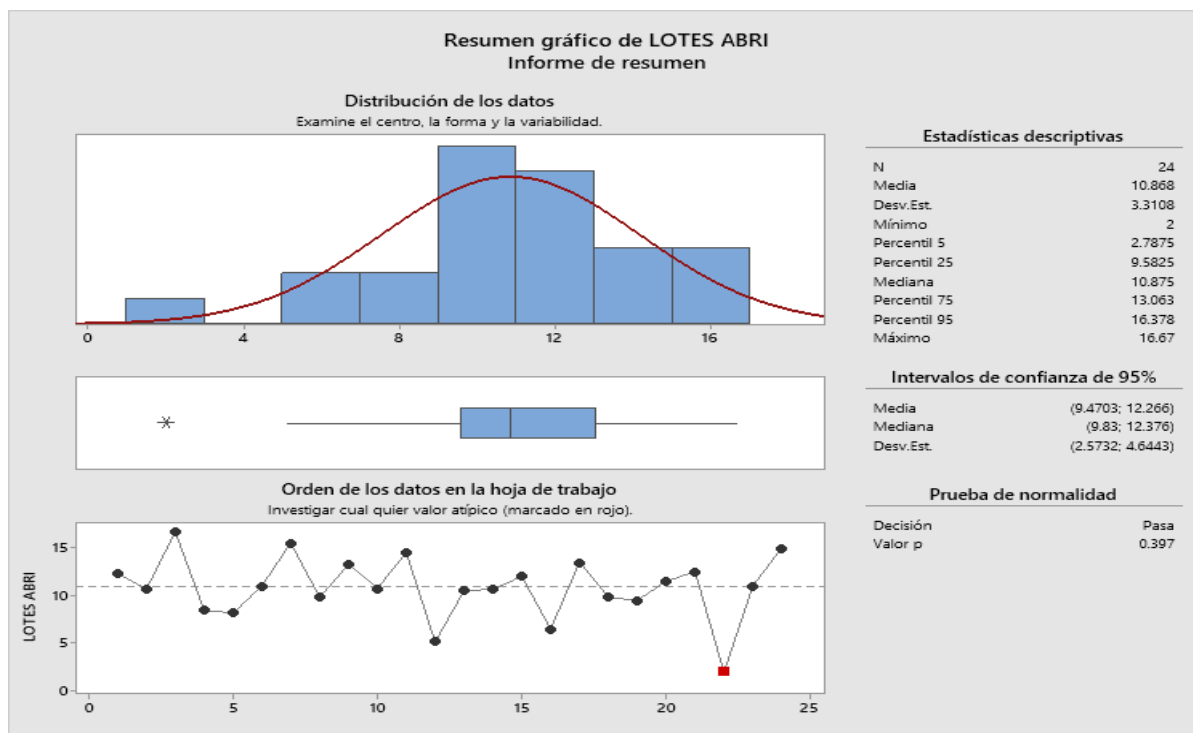 Resumen gráfico de LOTES ABRI
Informe de resumen
Distribución de los datos
Examine el centro, la forma y la variabilidad.
0 4 8 12 16
Orden de los datos en la hoja de trabajo
Investigar cual quier valor atípico (marcado en rojo).
LOTES ABRI
15
10
5
0
0 5 10 15 20 25
Estadísticas descriptivas
N 24
Media 10.868
Desv.Est. 3.3108
Mínimo 2
Percentil 5 2.7875
Percentil 25 9.5825
Mediana 10.875
Percentil 75 13.063
Percentil 95 16.378
Máximo 16.67
Intervalos de confianza de 95%
Media (9.4703; 12.266)
Mediana (9.83; 12.376)
Desv.Est. (2.5732; 4.6443)
Prueba de normalidad
Decisión Pasa
Valor p 0.397